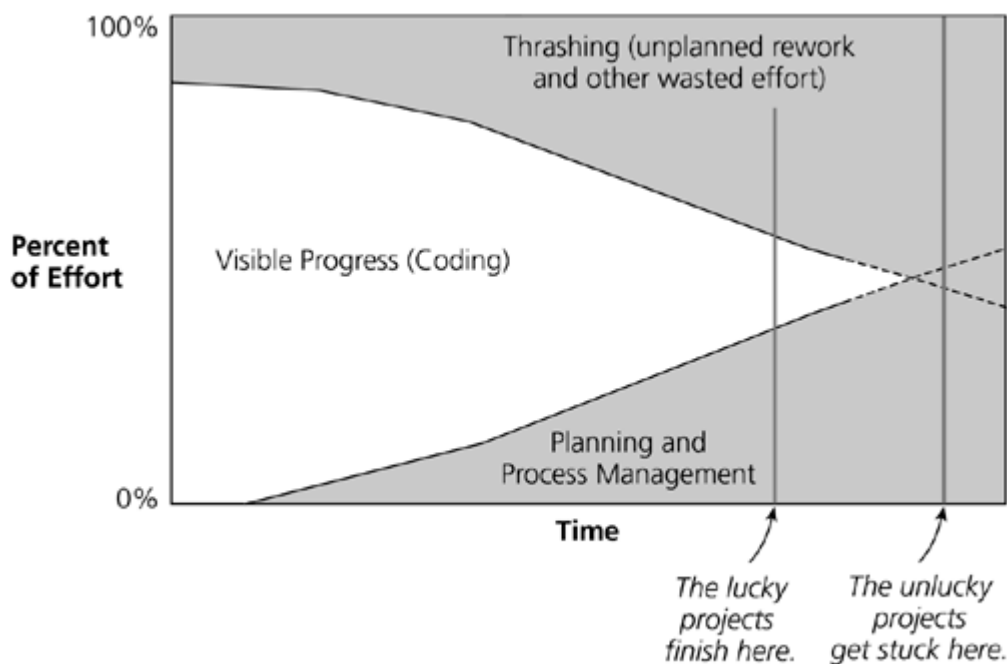 100%
Thrashing (unplanned rework
and other wasted effort)
Percent
of Effort
Visible Progress (Coding)
Planning and
Process Management
0%
Time
The lucky
projects
finish here.
The unlucky
projects
get stuck here.